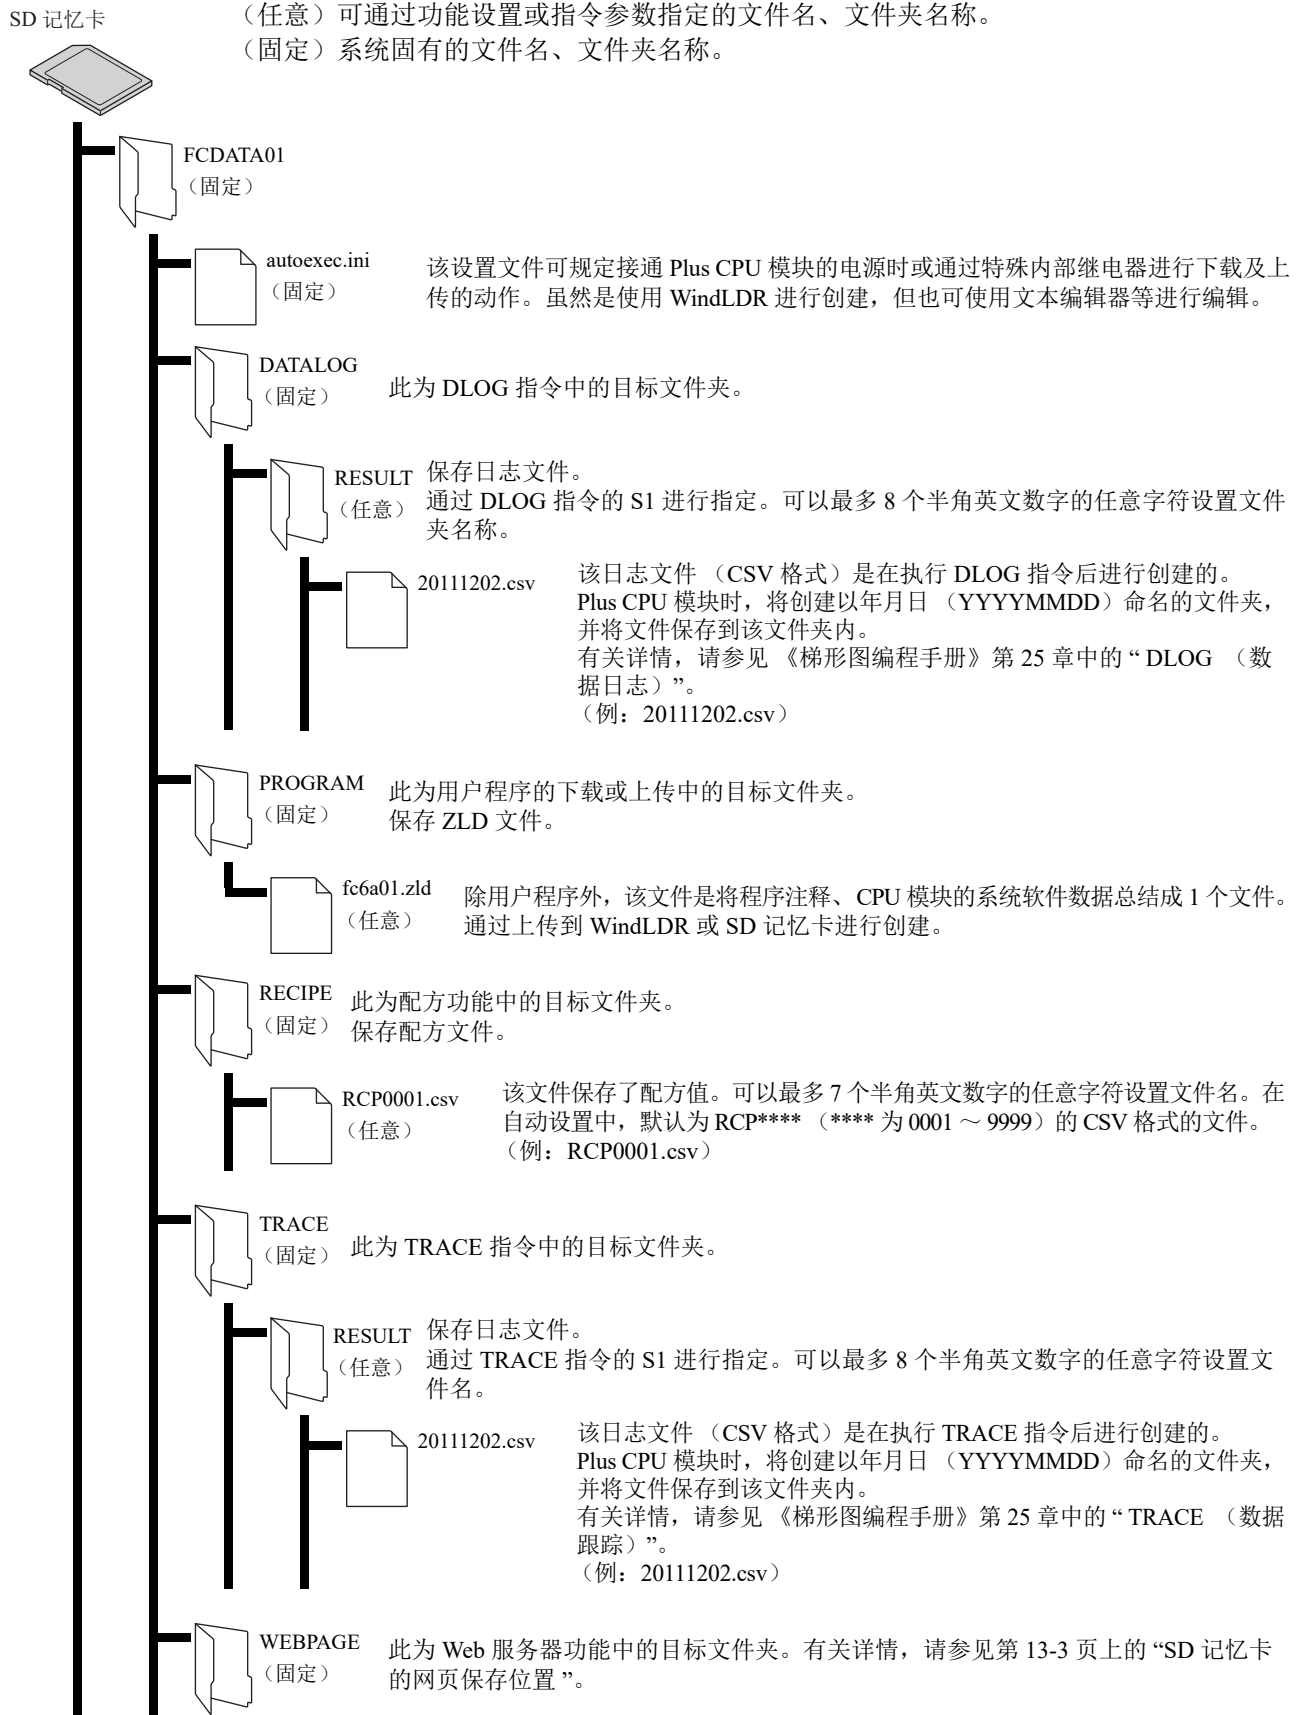 SD 记忆卡
（任意）可通过功能设置或指令参数指定的文件名、文件夹名称。
（固定）系统固有的文件名、文件夹名称。
FCDATA01
（固定）
autoexec.ini
（固定）
该设置文件可规定接通 Plus CPU 模块的电源时或通过特殊内部继电器进行下载及上
传的动作。虽然是使用 WindLDR 进行创建，但也可使用文本编辑器等进行编辑。
DATALOG
（固定）
此为 DLOG 指令中的目标文件夹。
RESULT
（任意）
保存日志文件。
通过 DLOG 指令的 S1 进行指定。可以最多 8 个半角英文数字的任意字符设置文件
夹名称。
20111202.csv
该日志文件 （CSV 格式）是在执行 DLOG 指令后进行创建的。
Plus CPU 模块时，将创建以年月日 （YYYYMMDD）命名的文件夹，
并将文件保存到该文件夹内。
有关详情，请参见 《梯形图编程手册》第 25 章中的 “ DLOG （数
据日志）”。
（例：20111202.csv）
PROGRAM
（固定）
此为用户程序的下载或上传中的目标文件夹。
保存 ZLD 文件。
fc6a01.zld
（任意）
除用户程序外，该文件是将程序注释、CPU 模块的系统软件数据总结成 1 个文件。
通过上传到 WindLDR 或 SD 记忆卡进行创建。
RECIPE
（固定）
此为配方功能中的目标文件夹。
保存配方文件。
RCP0001.csv
（任意）
该文件保存了配方值。可以最多 7 个半角英文数字的任意字符设置文件名。在
自动设置中，默认为 RCP**** （**** 为 0001 ～ 9999）的 CSV 格式的文件。
（例：RCP0001.csv）
TRACE
（固定）
此为 TRACE 指令中的目标文件夹。
RESULT
（任意）
保存日志文件。
通过 TRACE 指令的 S1 进行指定。可以最多 8 个半角英文数字的任意字符设置文
件名。
20111202.csv
该日志文件 （CSV 格式）是在执行 TRACE 指令后进行创建的。
Plus CPU 模块时，将创建以年月日 （YYYYMMDD）命名的文件夹，
并将文件保存到该文件夹内。
有关详情，请参见 《梯形图编程手册》第 25 章中的 “ TRACE （数据
跟踪）”。
（例：20111202.csv）
WEBPAGE
（固定）
此为 Web 服务器功能中的目标文件夹。有关详情，请参见第 13-3 页上的 “SD 记忆卡
的网页保存位置 ”。